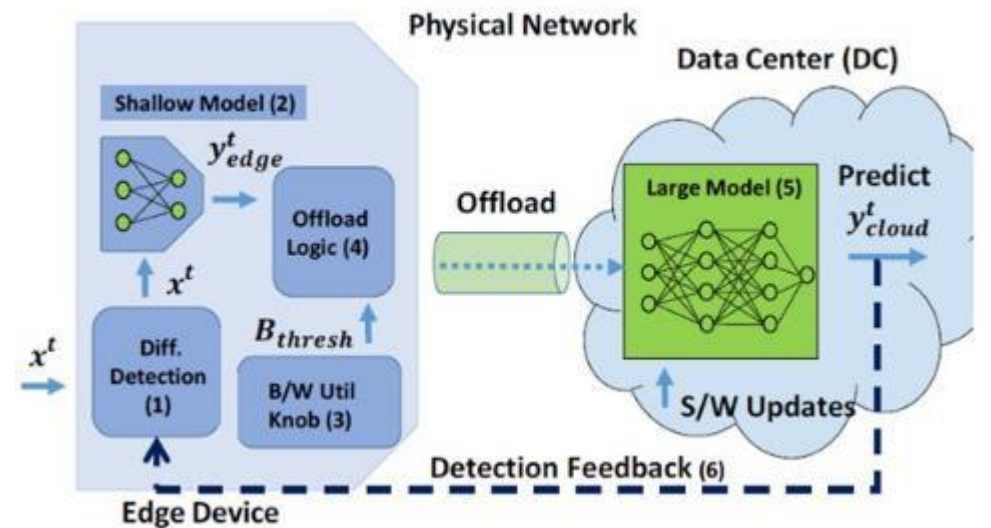 Physical Network
Data Center (DC)
Shallow Model (2)
y^t_edge
Offload
Logic (4)
x^t
B_thresh
x^t
Diff.
Detection
(1)
B/W Util
Knob (3)
Offload
Large Model (5)
Predict
y^t_cloud
S/W Updates
Detection Feedback (6)
Edge Device